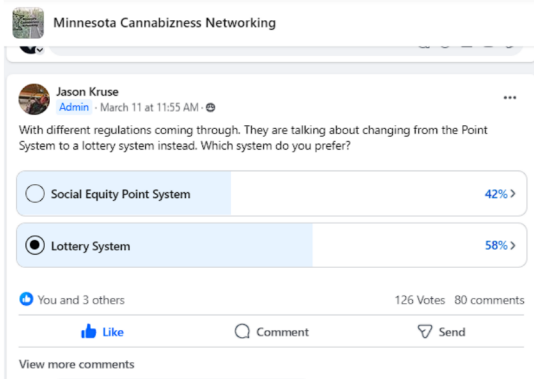 Minnesota Cannabizness Networking
Jason Kruse
Admin · March 11 at 11:55 AM ·
With different regulations coming through. They are talking about changing from the Point
System to a lottery system instead. Which system do you prefer?
Social Equity Point System 42%
Lottery System 58%
You and 3 others 126 Votes 80 comments
Like Comment Send
View more comments